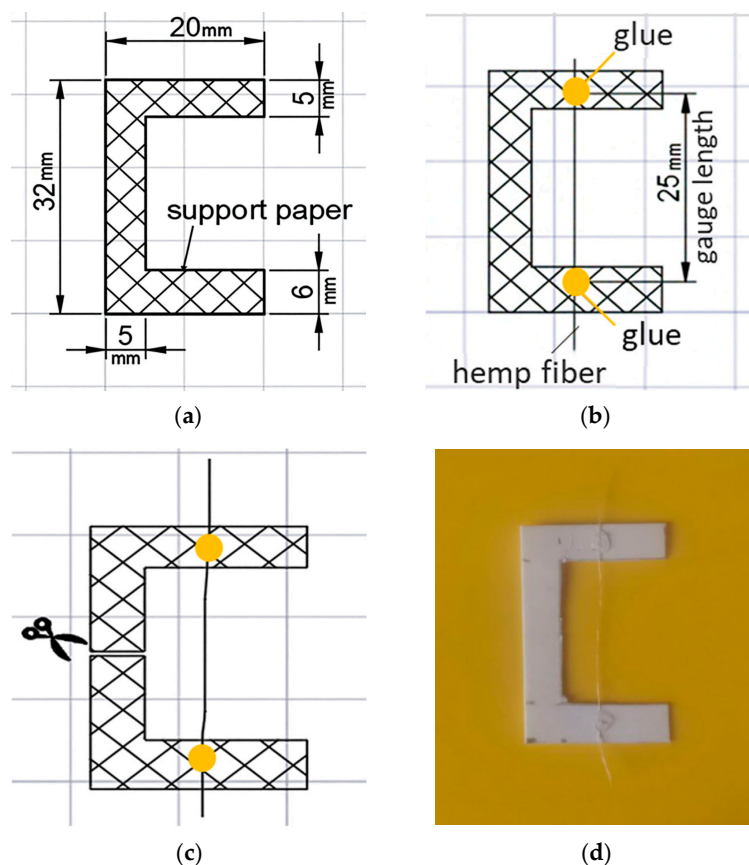 20mm
5
mm
32mm
support paper
6
mm
5
mm
(a)
glue
25mm
gauge length
glue
hemp fiber
(b)
(c)
(d)